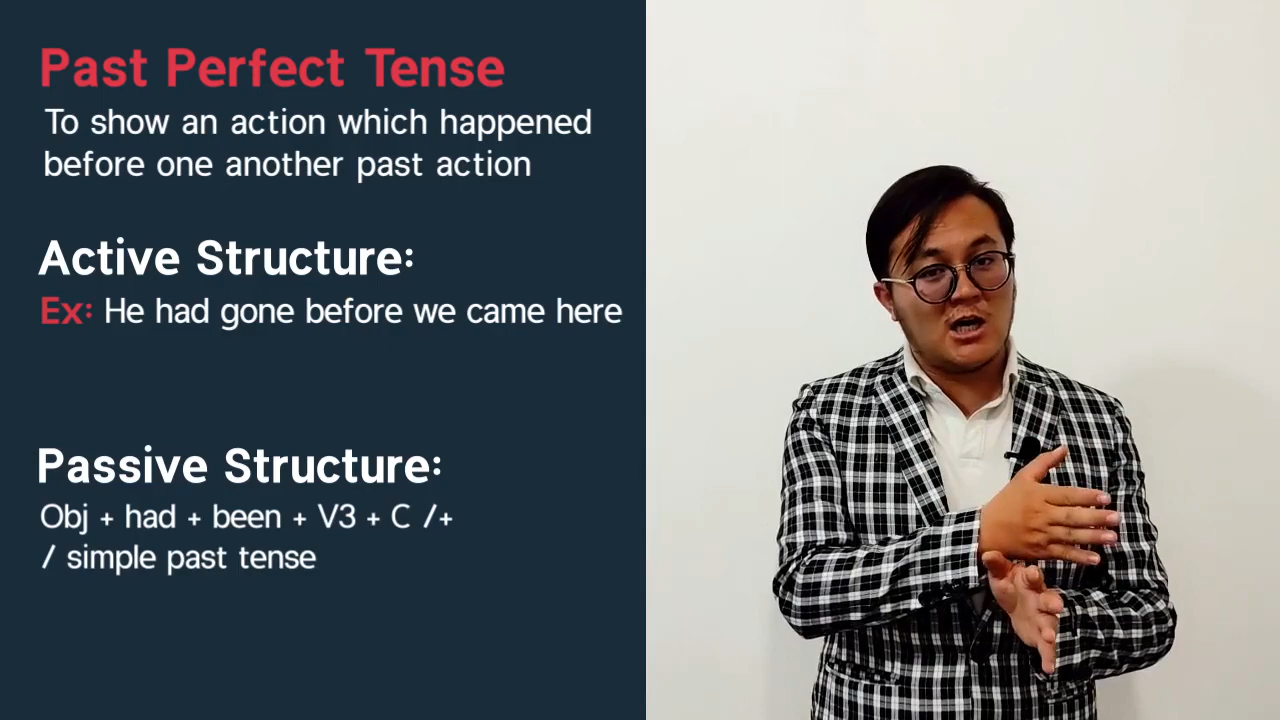 Past Perfect Tense
To show an action which happened
before one another past action
Active Structure:
Ex: He had gone before we came here
Passive Structure:
Obj + had + been + V3 + C /+
/ simple past tense